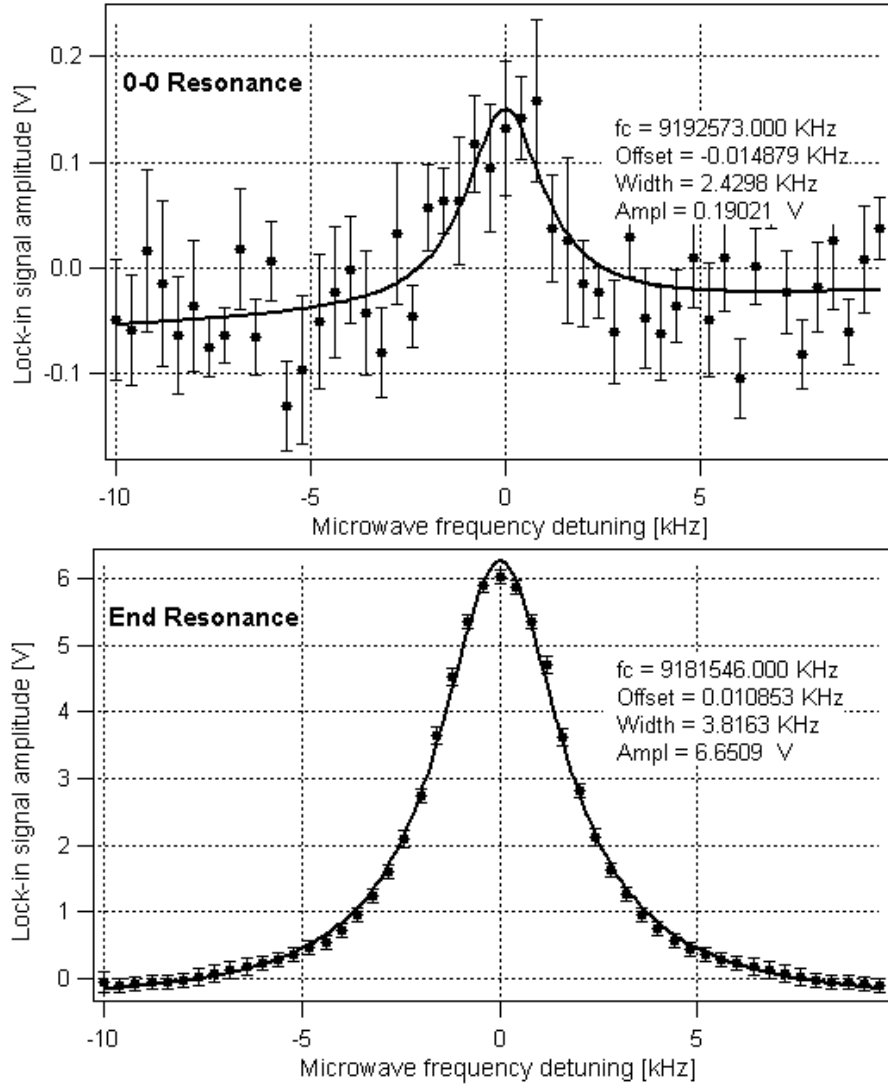 0.2
0-0 Resonance
fc = 9192573.000 KHz
Offset = -0.014879 KHz
Width = 2.4298 KHz
Ampl = 0.19021 V
0.1
0.0
-0.1
Lock-in signal amplitude [V]
-10 -5 0 5
Microwave frequency detuning [kHz]
6
End Resonance
5
fc = 9181546.000 KHz
Offset = 0.010853 KHz
Width = 3.8163 KHz
Ampl = 6.6509 V
4
3
2
1
0
Lock-in signal amplitude [V]
-10 -5 0 5
Microwave frequency detuning [kHz]